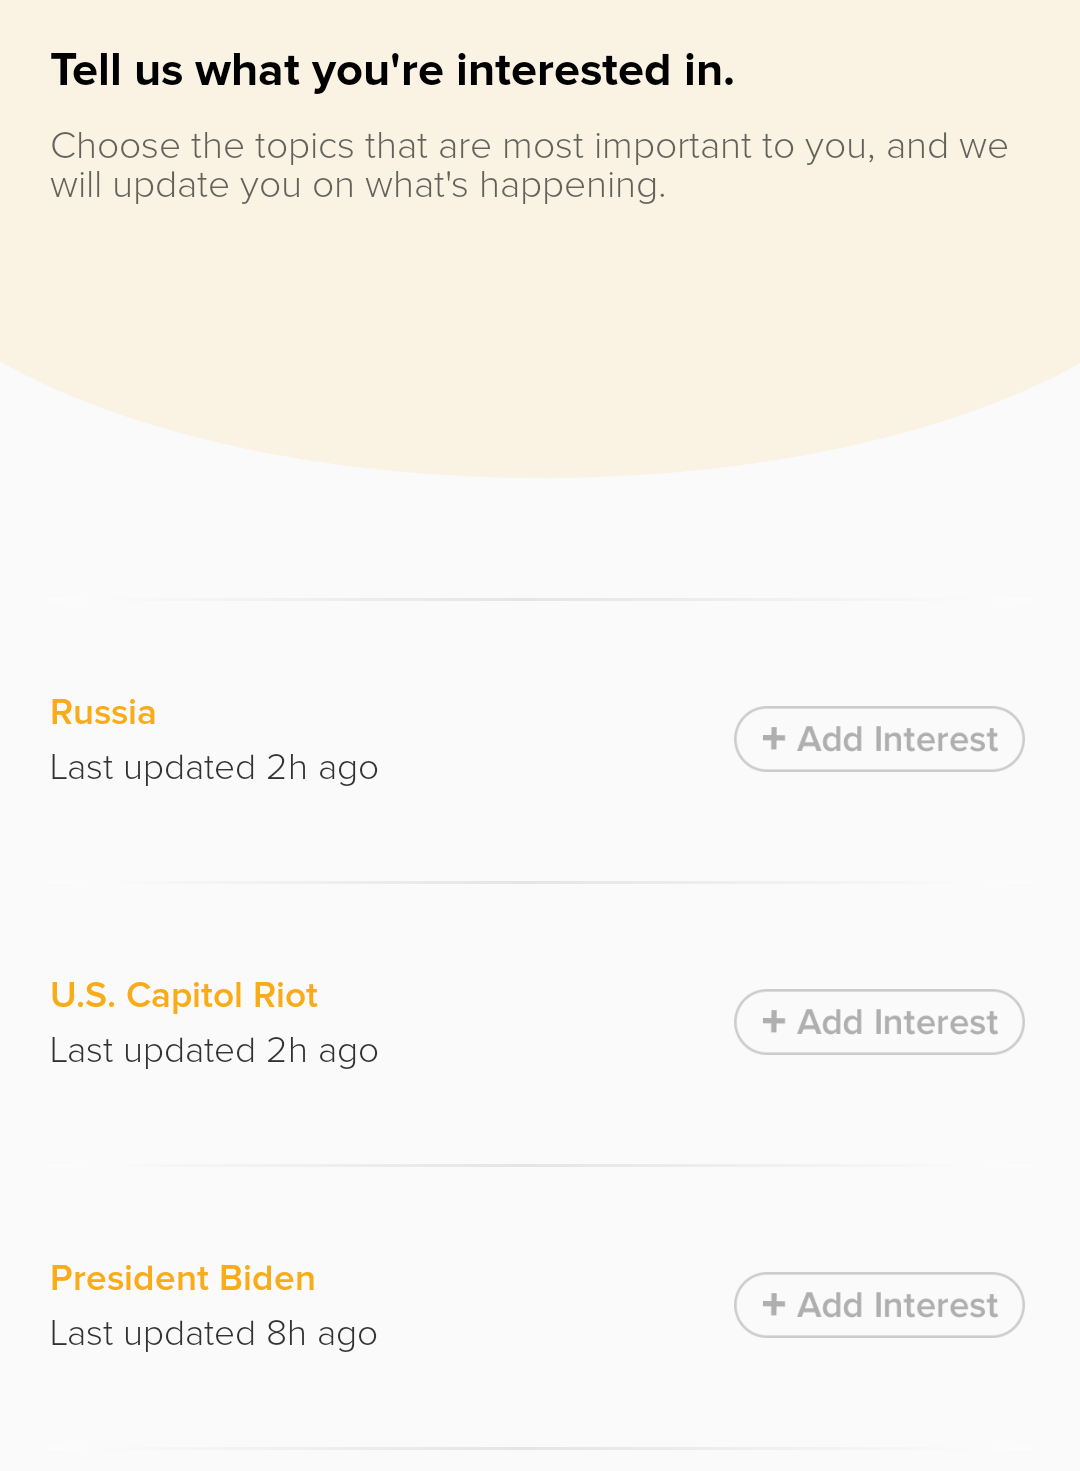 Tell us what you're interested in.
Choose the topics that are most important to you, and we
will update you on what's happening.
Russia
Last updated 2h ago
+ Add Interest
U.S. Capitol Riot
Last updated 2h ago
+ Add Interest
President Biden
Last updated 8h ago
+ Add Interest